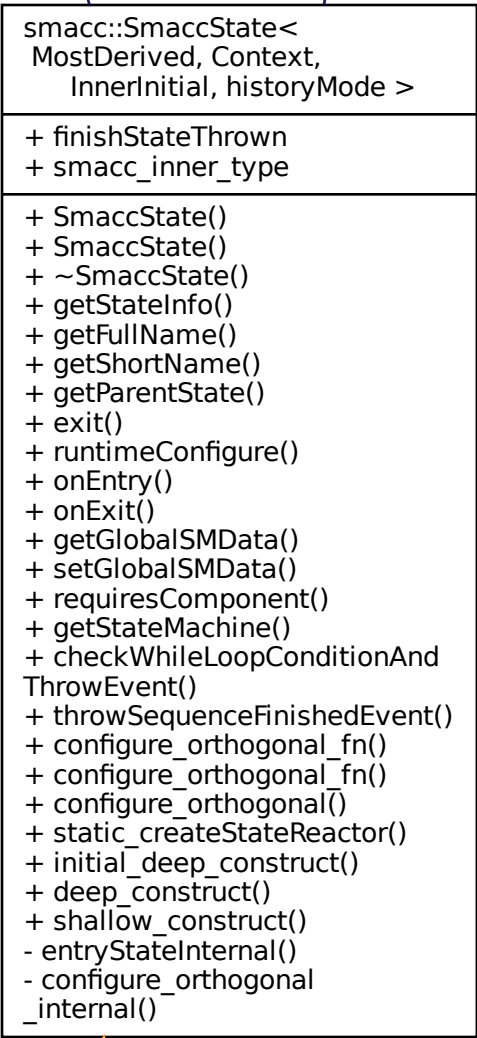 smacc::SmaccState<
MostDerived, Context,
InnerInitial, historyMode >
+ finishStateThrown
+ smacc_inner_type
+ SmaccState()
+ SmaccState()
+ ~SmaccState()
+ getStateInfo()
+ getFullName()
+ getShortName()
+ getParentState()
+ exit()
+ runtimeConfigure()
+ onEntry()
+ onExit()
+ getGlobalSMData()
+ setGlobalSMData()
+ requiresComponent()
+ getStateMachine()
+ checkWhileLoopConditionAnd
ThrowEvent()
+ throwSequenceFinishedEvent()
+ configure_orthogonal_fn()
+ configure_orthogonal_fn()
+ configure_orthogonal()
+ static_createStateReactor()
+ initial_deep_construct()
+ deep_construct()
+ shallow_construct()
- entryStateInternal()
- configure_orthogonal
_internal()